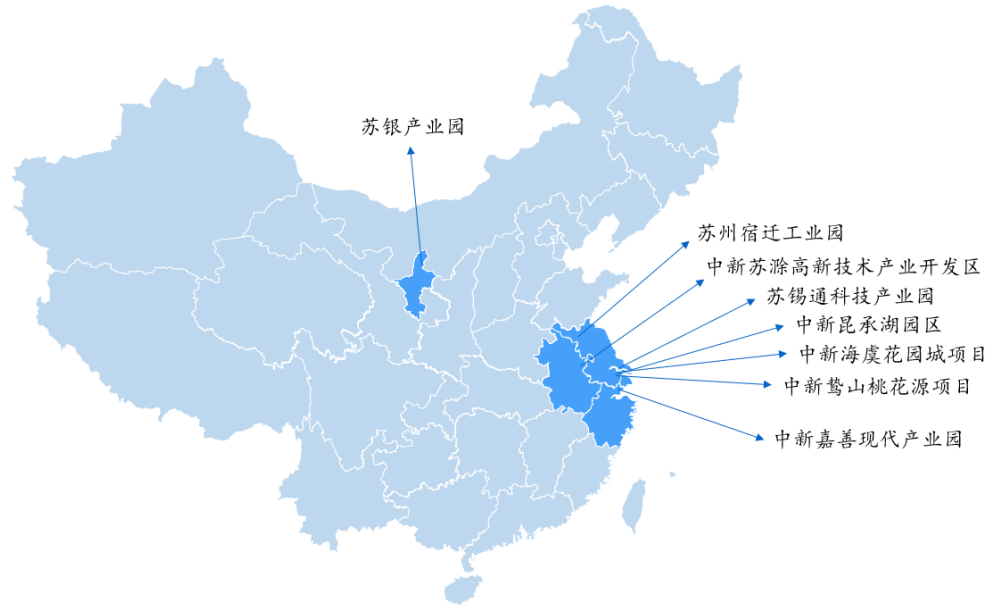 苏银产业园
苏州宿迁工业园
中新苏滁高新技术产业开发区
苏锡通科技产业园
中新昆承湖园区
中新海虞花园城项目
中新鸷山桃花源项目
中新嘉善现代产业园